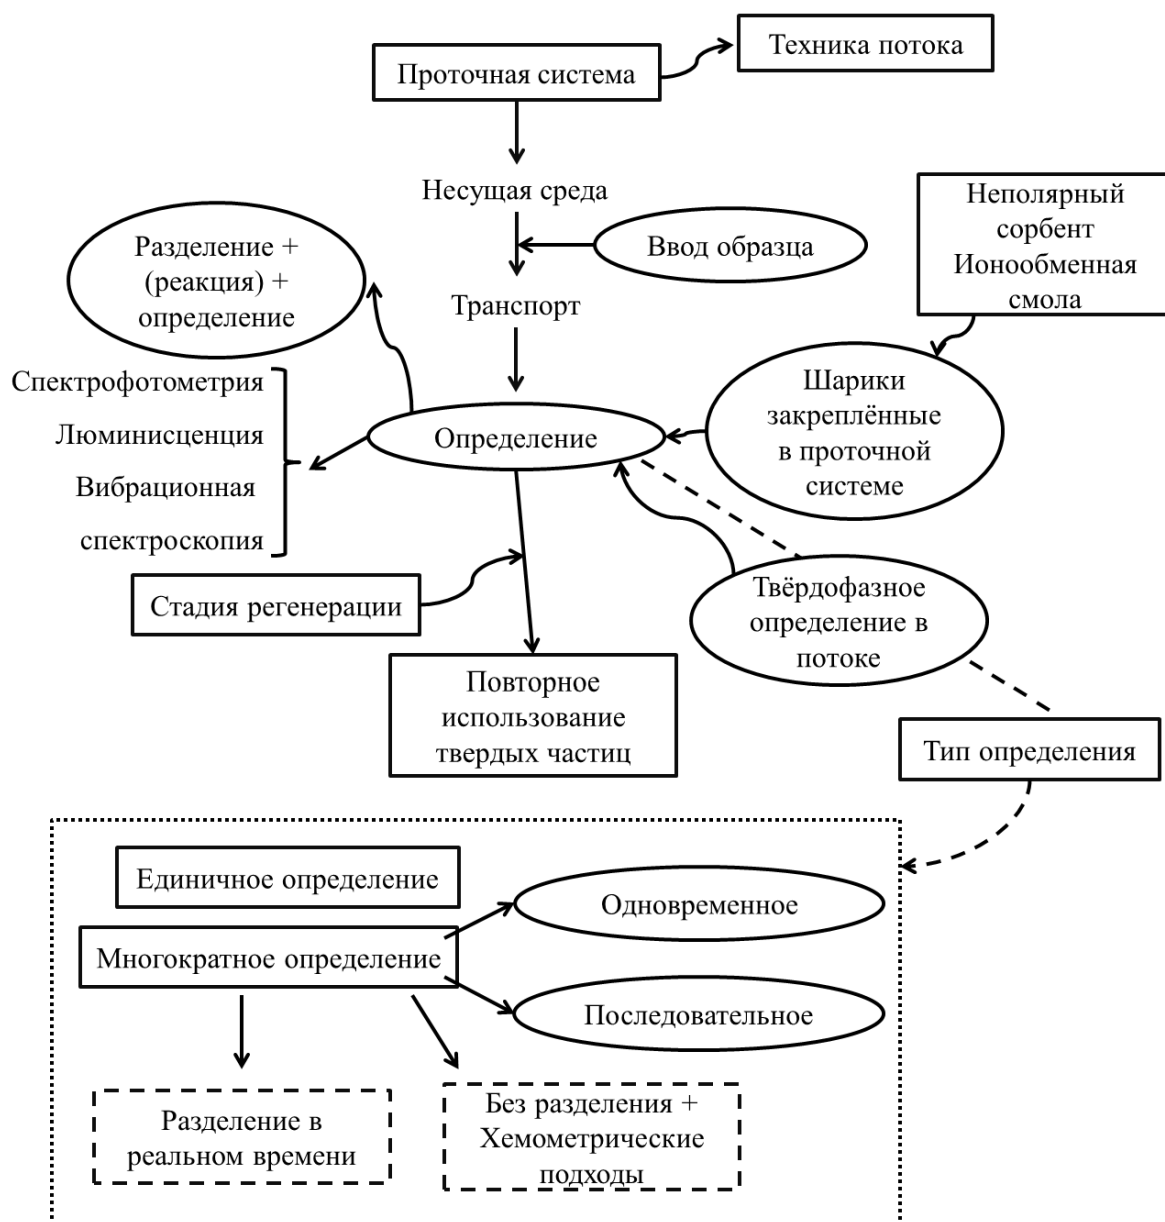 Техника потока
Проточная система
Несущая среда
Неполярный
сорбент
Ионообменная
смола
Разделение +
(реакция) +
определение
Ввод образца
Транспорт
Спектрофотометрия
Люминисценция
Вибрационная
спектроскопия
Определение
Шарики
закреплённые
в проточной
системе
Стадия регенерации
Твёрдофазное
определение в
потоке
Повторное
использование
твердых частиц
Тип определения
Единичное определение
Одновременное
Многократное определение
Последовательное
Разделение в
реальном времени
Без разделения +
Хемометрические
подходы